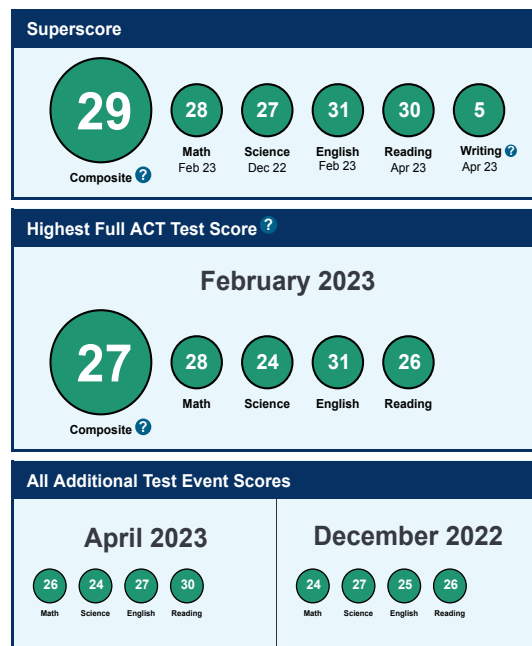 Superscore
29 28 27 31 30 5
Math Science English Reading Writing ?
Composite ? Feb 23 Dec 22 Feb 23 Apr 23 Apr 23
Highest Full ACT Test Score ?
February 2023
27 28 24 31 26
Math Science English Reading
Composite ?
All Additional Test Event Scores
April 2023
26 24 27 30
Math Science English Reading
December 2022
24 27 25 26
Math Science English Reading